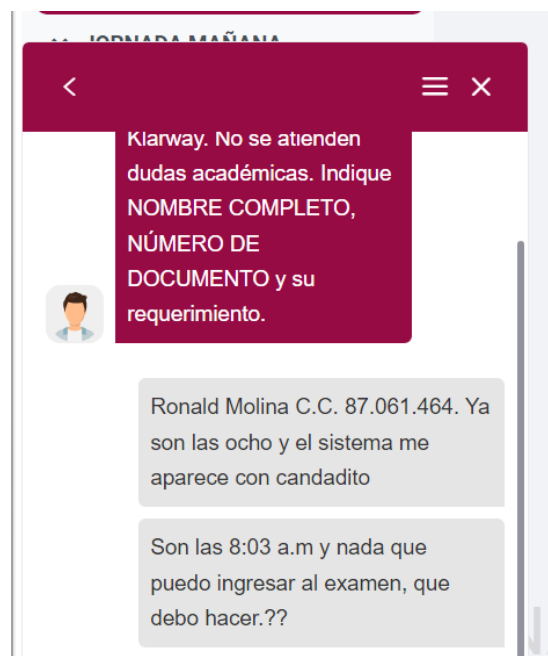 JORNADA MAÑANA
Klarway. No se atienden
dudas académicas. Indique
NOMBRE COMPLETO,
NÚMERO DE
DOCUMENTO y su
requerimiento.
Ronald Molina C.C. 87.061.464. Ya
son las ocho y el sistema me
aparece con candadito
Son las 8:03 a.m y nada que
puedo ingresar al examen, que
debo hacer.??
N